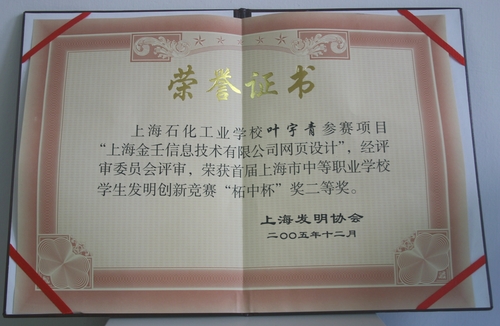 荣誉证书
上海石化工业学校叶宇青参赛项目
“上海金壬信息技术有限公司网页设计”，经评
审委员会评审，荣获首届上海市中等职业学校
学生发明创新竞赛“柘中杯”奖二等奖。
上海发明协会
二〇〇五年十二月